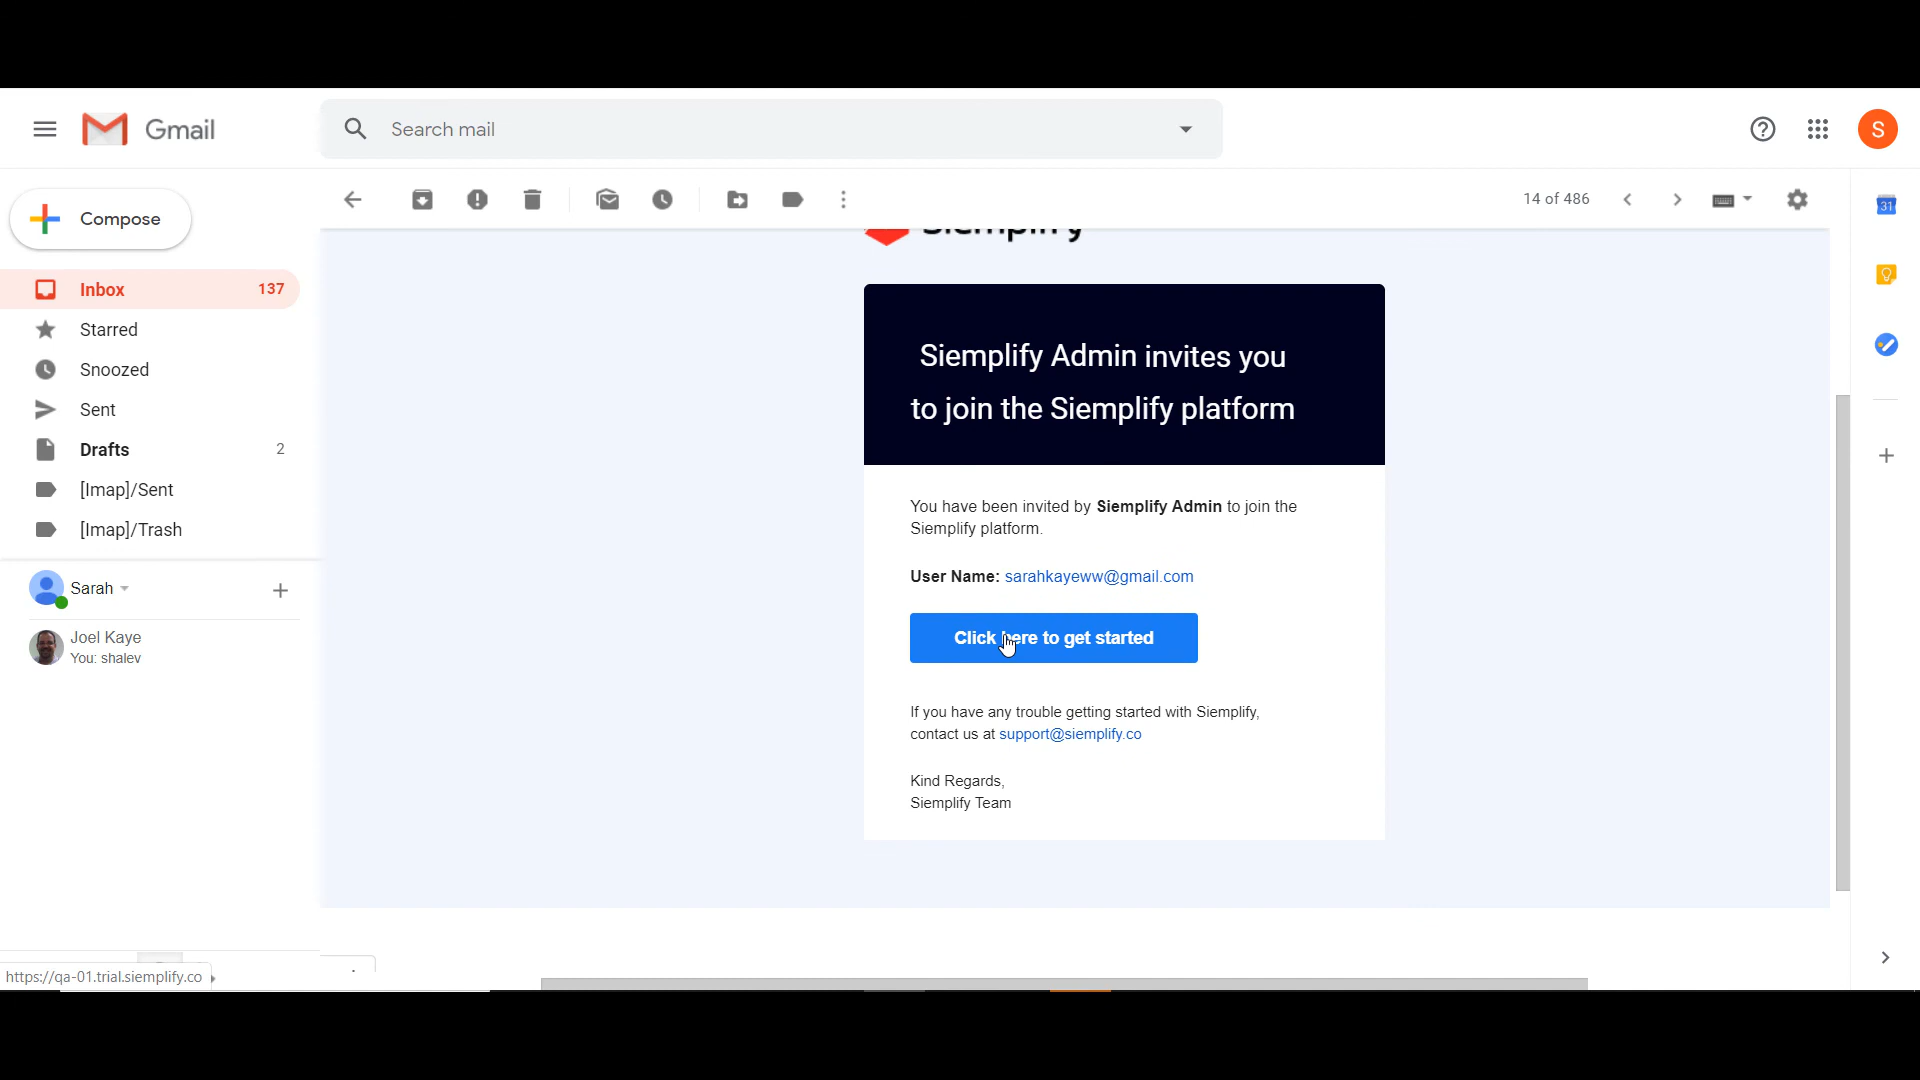 Gmail
Search mail
S
Compose
14 of 486
31
Inbox 137
Starred
Snoozed
Sent
Drafts 2
[Imap]/Sent
[Imap]/Trash
Sarah
Joel Kaye
You: shalev
Siemplify
Siemplify Admin invites you
to join the Siemplify platform
You have been invited by Siemplify Admin to join the
Siemplify platform.
User Name: sarahkayeww@gmail.com
Click here to get started
If you have any trouble getting started with Siemplify,
contact us at support@siemplify.co
Kind Regards,
Siemplify Team
https://qa-01.trial.siemplify.co